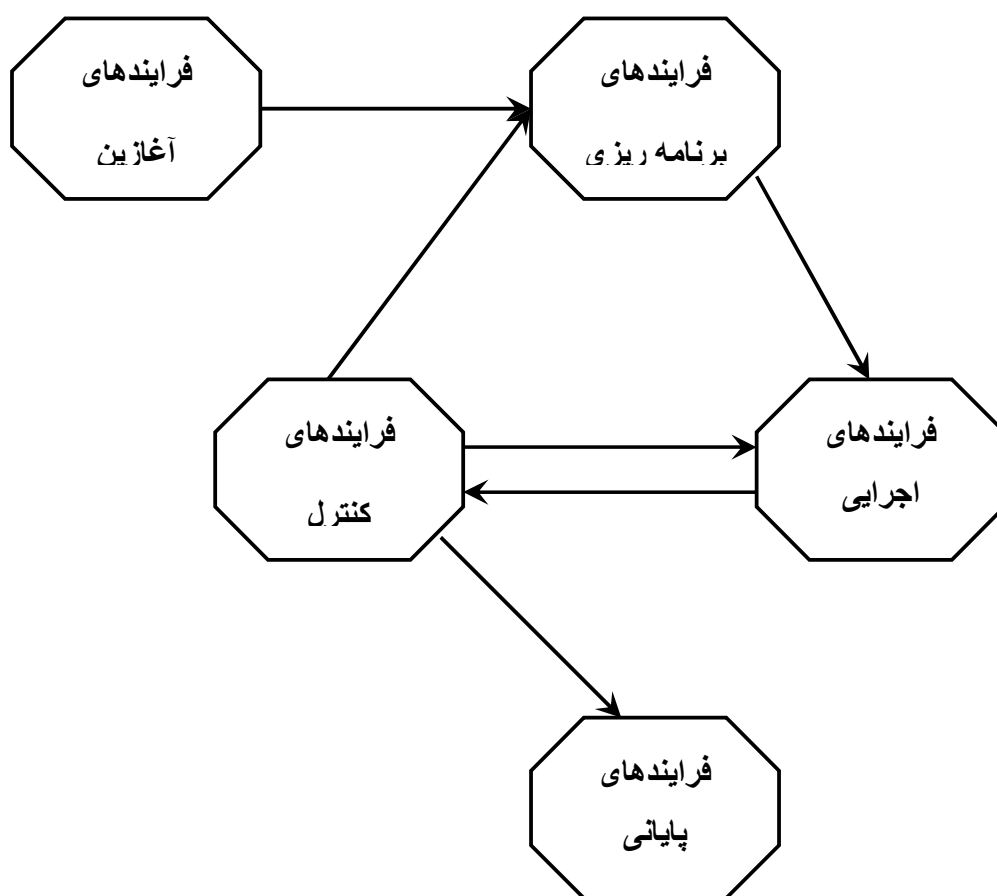 فرایندهای
آغازین
فرایندهای
برنامه ریزی
فرایندهای
کنترل
فرایندهای
اجرایی
فرایندهای
پایانی